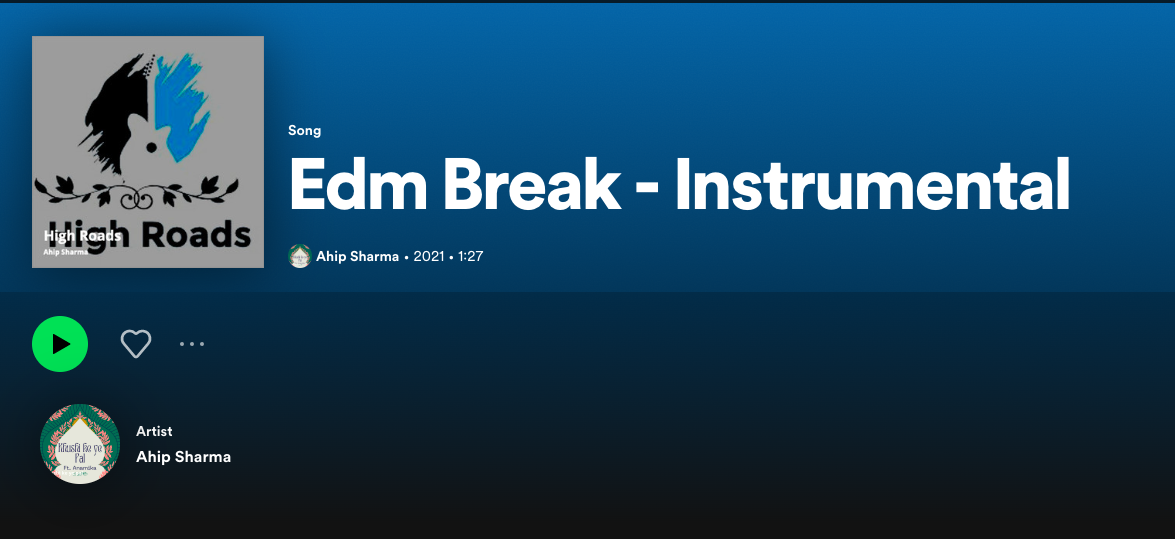 High Roads
High Roads
Ahip Sharma
Song
Edm Break - Instrumental
Ahip Sharma • 2021 • 1:27
Khushi ke ye
Pal
Ft. Anamika
Artist
Ahip Sharma